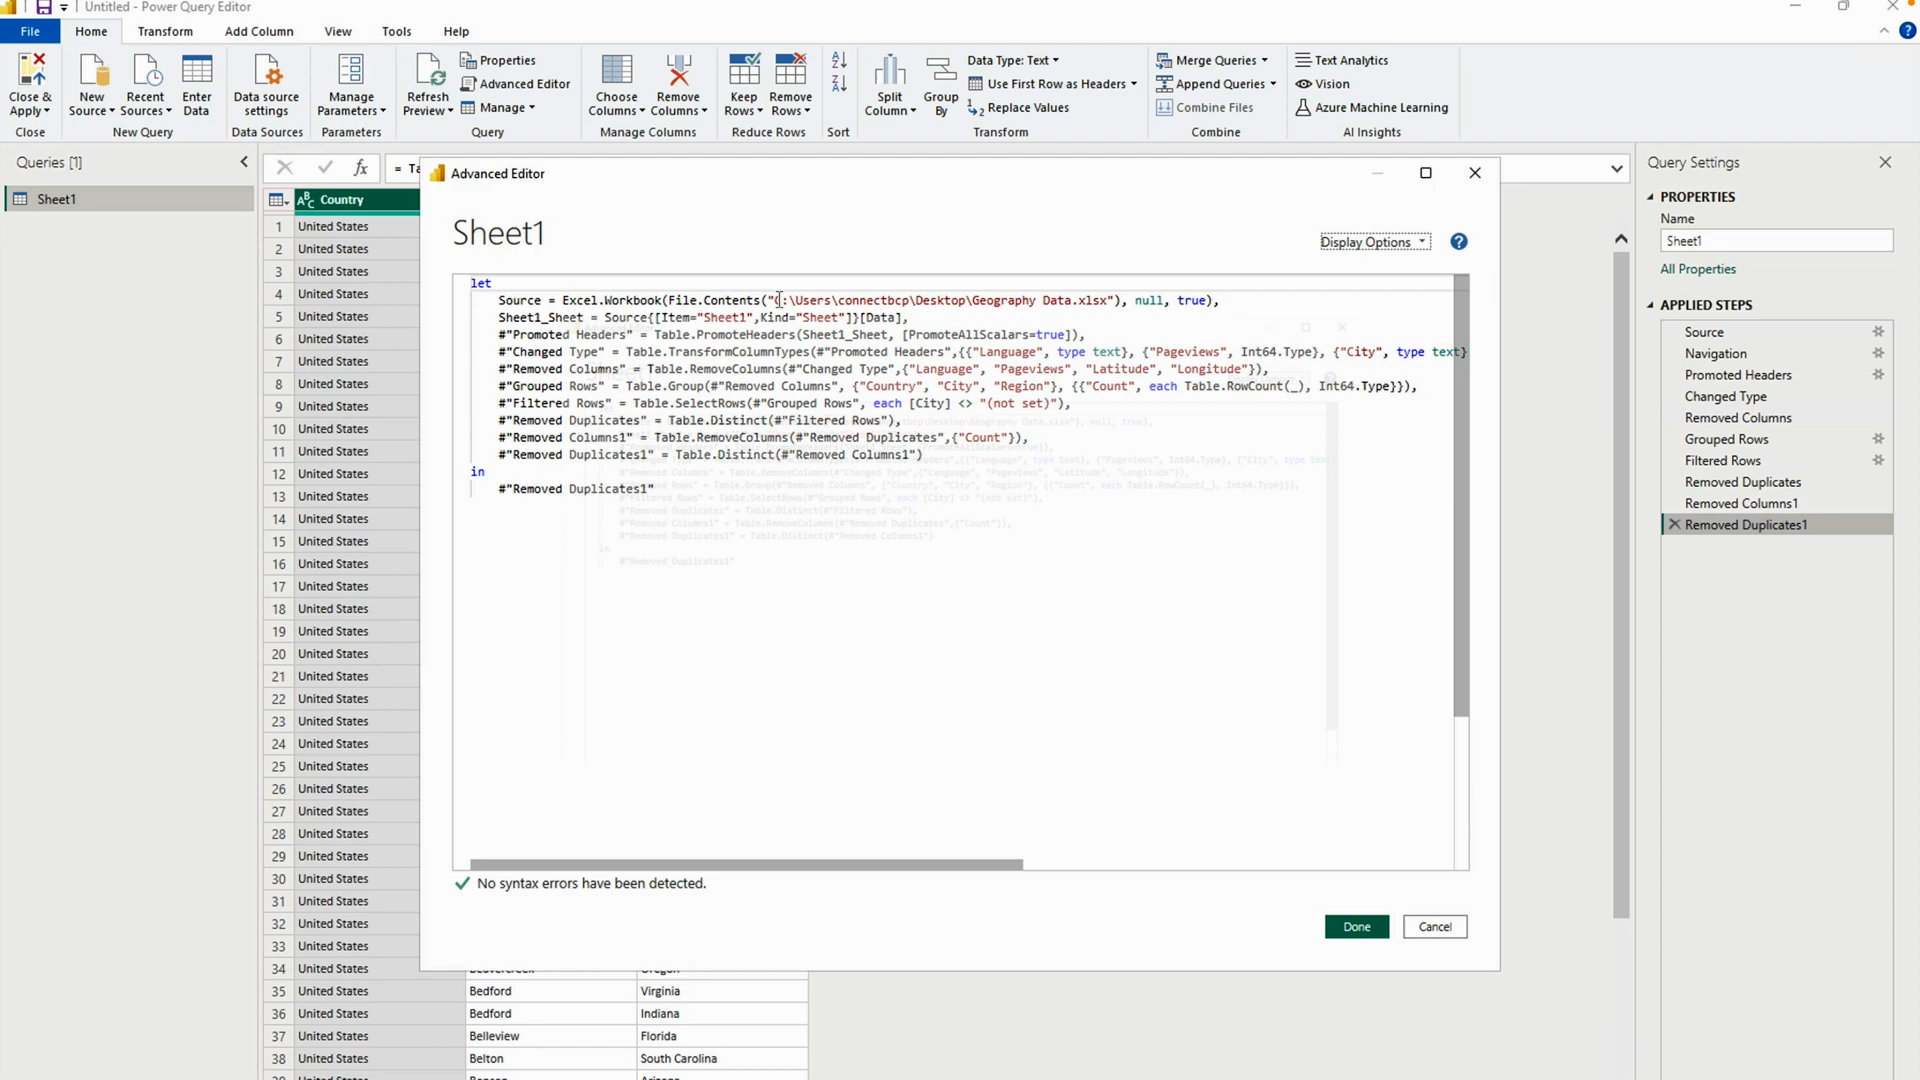 Untitled - Power Query Editor
File Home Transform Add Column View Tools Help
Close & Apply
Close
New Source
Recent Sources
Enter Data
New Query
Data source settings
Data Sources
Manage Parameters
Parameters
Refresh Preview
Properties
Advanced Editor
Manage
Query
Choose Columns
Remove Columns
Manage Columns
Keep Rows
Remove Rows
Reduce Rows
Sort
Split Column
Group By
Data Type: Text
Use First Row as Headers
Replace Values
Transform
Merge Queries
Append Queries
Combine Files
Combine
Text Analytics
Vision
Azure Machine Learning
AI Insights
Queries [1]
Sheet1
Country
1 United States
2 United States
3 United States
4 United States
5 United States
6 United States
7 United States
8 United States
9 United States
10 United States
11 United States
12 United States
13 United States
14 United States
15 United States
16 United States
17 United States
18 United States
19 United States
20 United States
21 United States
22 United States
23 United States
24 United States
25 United States
26 United States
27 United States
28 United States
29 United States
30 United States
31 United States
32 United States
33 United States
34 United States
35 United States Bedford Virginia
36 United States Bedford Indiana
37 United States Belleview Florida
38 United States Belton South Carolina
Advanced Editor
Sheet1
Display Options
let
Source = Excel.Workbook(File.Contents("C:\Users\connectbcp\Desktop\Geography Data.xlsx"), null, true),
Sheet1_Sheet = Source{[Item="Sheet1",Kind="Sheet"]}[Data],
#"Promoted Headers" = Table.PromoteHeaders(Sheet1_Sheet, [PromoteAllScalars=true]),
#"Changed Type" = Table.TransformColumnTypes(#"Promoted Headers",{{"Language", type text}, {"Pageviews", Int64.Type}, {"City", type text}
#"Removed Columns" = Table.RemoveColumns(#"Changed Type",{"Language", "Pageviews", "Latitude", "Longitude"}),
#"Grouped Rows" = Table.Group(#"Removed Columns", {"Country", "City", "Region"}, {{"Count", each Table.RowCount(_), Int64.Type}}),
#"Filtered Rows" = Table.SelectRows(#"Grouped Rows", each [City] <> "(not set)"),
#"Removed Duplicates" = Table.Distinct(#"Filtered Rows"),
#"Removed Columns1" = Table.RemoveColumns(#"Removed Duplicates",{"Count"}),
#"Removed Duplicates1" = Table.Distinct(#"Removed Columns1")
in
#"Removed Duplicates1"
No syntax errors have been detected.
Done
Cancel
Query Settings
PROPERTIES
Name
Sheet1
All Properties
APPLIED STEPS
Source
Navigation
Promoted Headers
Changed Type
Removed Columns
Grouped Rows
Filtered Rows
Removed Duplicates
Removed Columns1
Removed Duplicates1